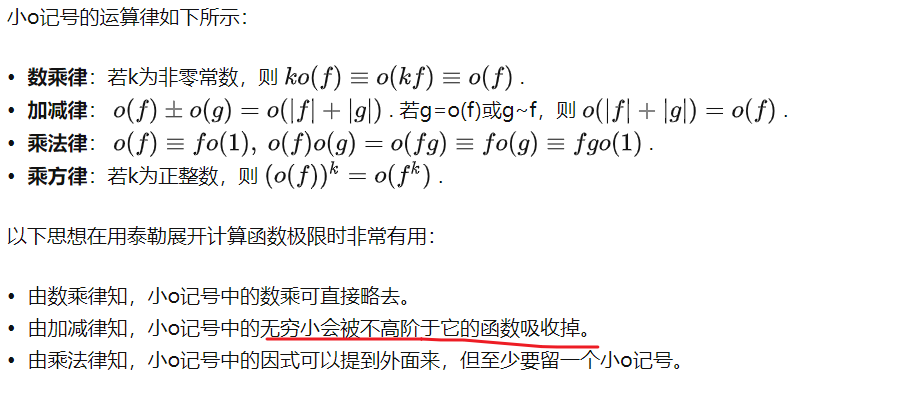 小o记号的运算律如下所示：
• 数乘律：若k为非零常数，则 ko(f) ≡ o(kf) ≡ o(f) .
• 加减律： o(f) ± o(g) = o(|f| + |g|) . 若g=o(f)或g~f，则 o(|f| + |g|) = o(f) .
• 乘法律： o(f) ≡ fo(1), o(f)o(g) = o(fg) ≡ fo(g) ≡ fgo(1) .
• 乘方律：若k为正整数，则 (o(f))^k = o(f^k) .
以下思想在用泰勒展开计算函数极限时非常有用：
• 由数乘律知，小o记号中的数乘可直接略去。
• 由加减律知，小o记号中的无穷小会被不高阶于它的函数吸收掉。
• 由乘法律知，小o记号中的因式可以提到外面来，但至少要留一个小o记号。